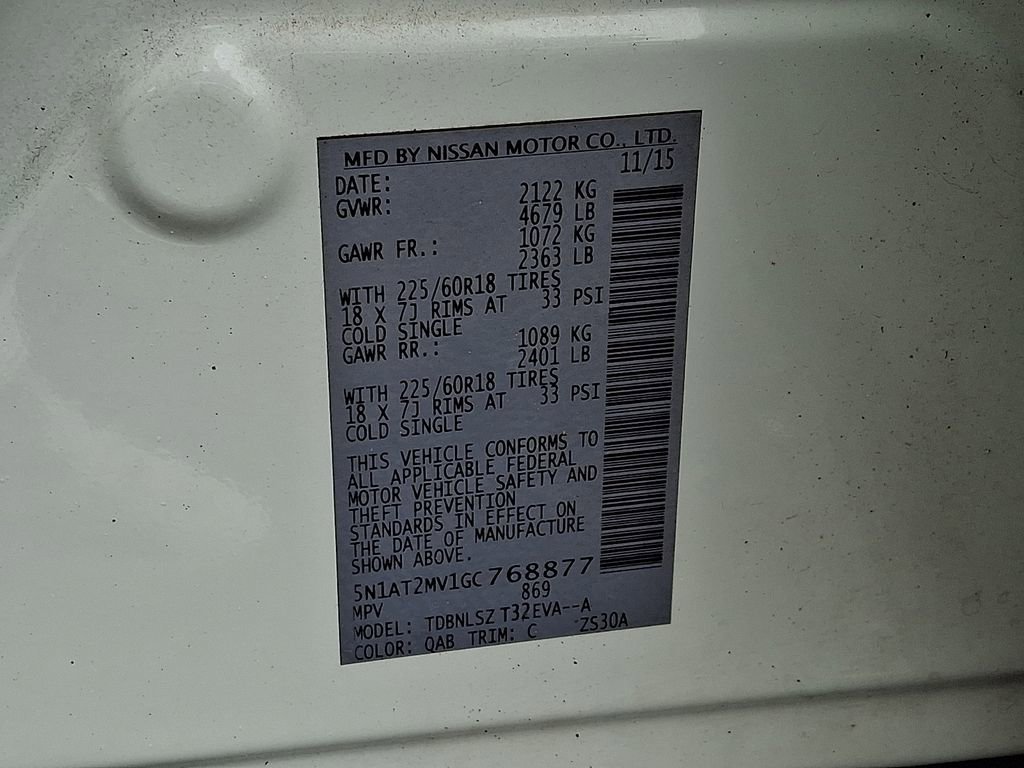 MFD BY NISSAN MOTOR CO., LTD.
DATE: 11/15
GVWR: 2122 KG
4679 LB
GAWR FR.: 1072 KG
2363 LB
WITH 225/60R18 TIRES
18 X 7J RIMS AT 33 PSI
COLD SINGLE
GAWR RR.: 1089 KG
2401 LB
WITH 225/60R18 TIRES
18 X 7J RIMS AT 33 PSI
COLD SINGLE
THIS VEHICLE CONFORMS TO
ALL APPLICABLE FEDERAL
MOTOR VEHICLE SAFETY AND
THEFT PREVENTION
STANDARDS IN EFFECT ON
THE DATE OF MANUFACTURE
SHOWN ABOVE.
5N1AT2MV1GC768877
MPV 869
MODEL: TDBNLSZ T32EVA--A
COLOR: QAB TRIM: C ZS30A